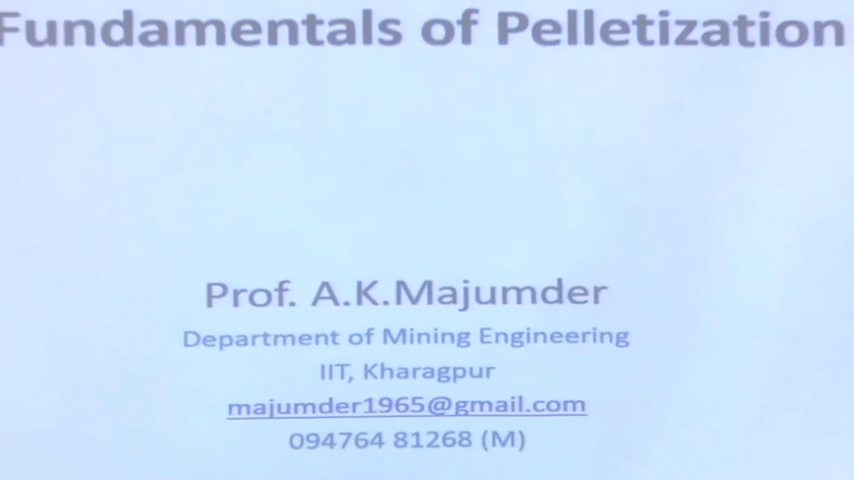 Fundamentals of Pelletization
Prof. A.K.Majumder
Department of Mining Engineering
IIT, Kharagpur
majumder1965@gmail.com
094764 81268 (M)